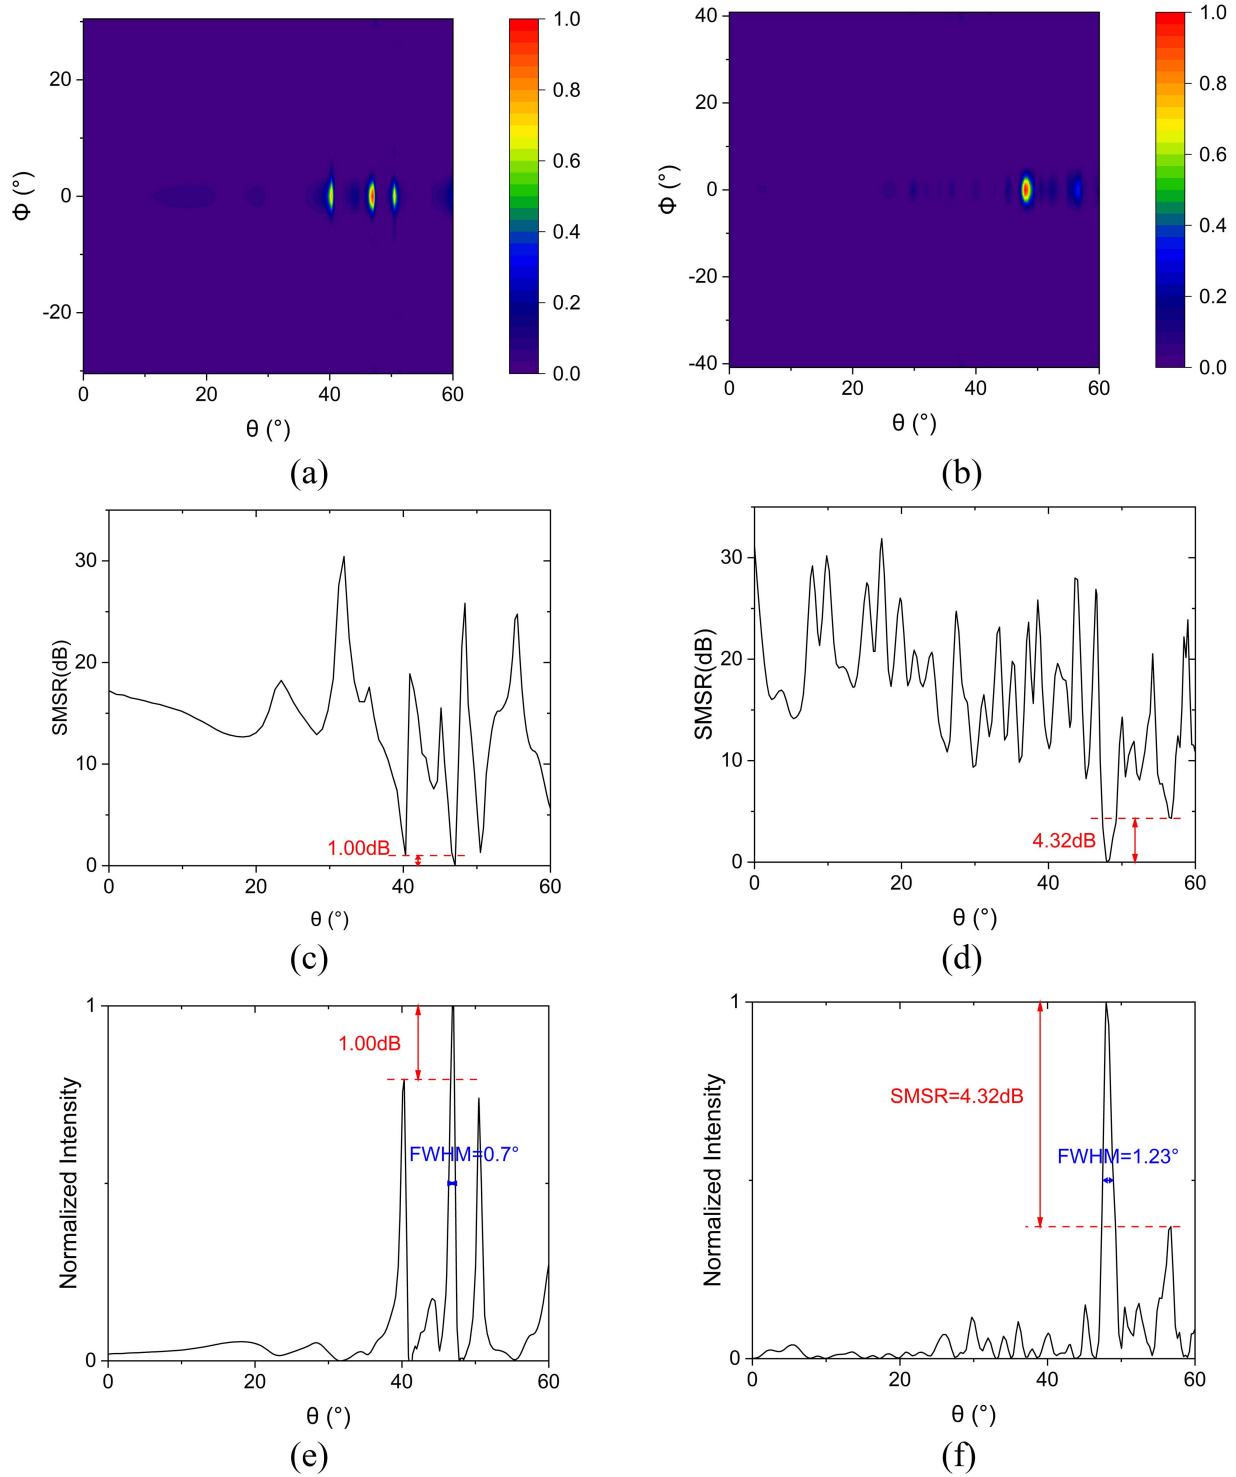 20
0
-20
Φ (°)
0
20
40
60
θ (°)
1.0
0.8
0.6
0.4
0.2
0.0
(a)
40
20
0
-20
-40
Φ (°)
0
20
40
60
θ (°)
1.0
0.8
0.6
0.4
0.2
0.0
(b)
30
20
10
0
SMSR(dB)
1.00dB
0
20
40
60
θ (°)
(c)
30
20
10
0
SMSR(dB)
4.32dB
0
20
40
60
θ (°)
(d)
1
0
Normalized Intensity
1.00dB
FWHM=0.7°
0
20
40
60
θ (°)
(e)
1
0
Normalized Intensity
SMSR=4.32dB
FWHM=1.23°
0
20
40
60
θ (°)
(f)